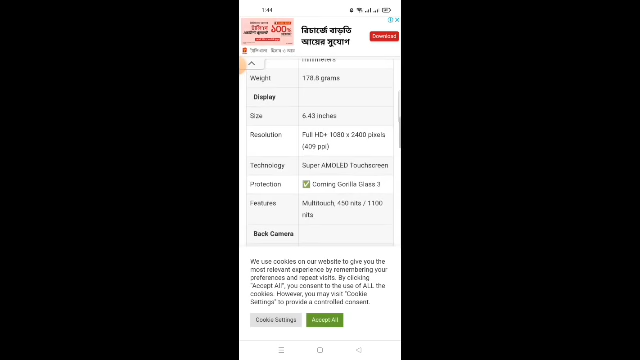 1:44
১০০%
রিচার্জে বাড়তি
আয়ের সুযোগ
Download
millimeters
Weight 178.8 grams
Display
Size 6.43 Inches
Resolution Full HD+ 1080 x 2400 pixels
(409 ppi)
Technology Super AMOLED Touchscreen
Protection ✅ Corning Gorilla Glass 3
Features Multitouch, 450 nits / 1100
nits
Back Camera
We use cookies on our website to give you the
most relevant experience by remembering your
preferences and repeat visits. By clicking
"Accept All", you consent to the use of ALL the
cookies. However, you may visit "Cookie
Settings" to provide a controlled consent.
Cookie Settings Accept All